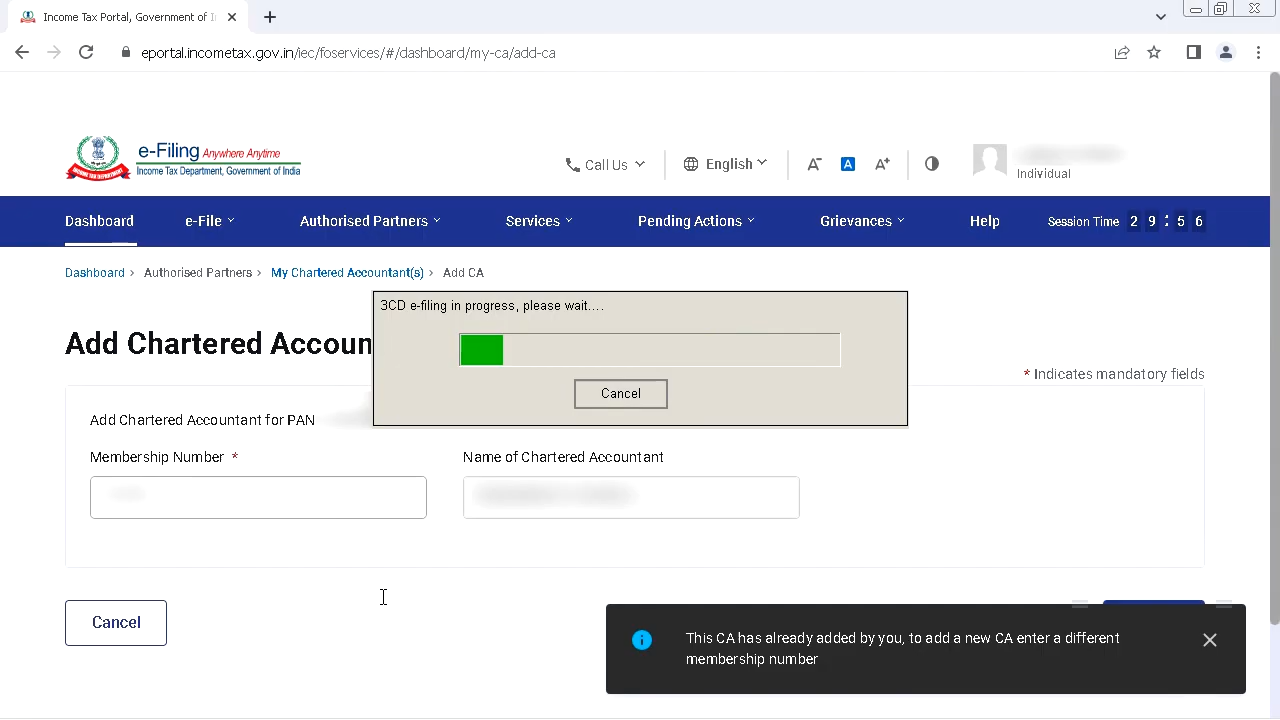 Income Tax Portal, Government of I
eportal.incometax.gov.in/iec/foservices/#/dashboard/my-ca/add-ca
e-Filing Anywhere Anytime
Income Tax Department, Government of India
Call Us
English
A-
A
A+
Individual
Dashboard
e-File
Authorised Partners
Services
Pending Actions
Grievances
Help
Session Time 2 9 : 5 6
Dashboard > Authorised Partners > My Chartered Accountant(s) > Add CA
3CD e-filing in progress, please wait....
Cancel
Add Chartered Accoun
* Indicates mandatory fields
Add Chartered Accountant for PAN
Membership Number *
Name of Chartered Accountant
Cancel
This CA has already added by you, to add a new CA enter a different
membership number